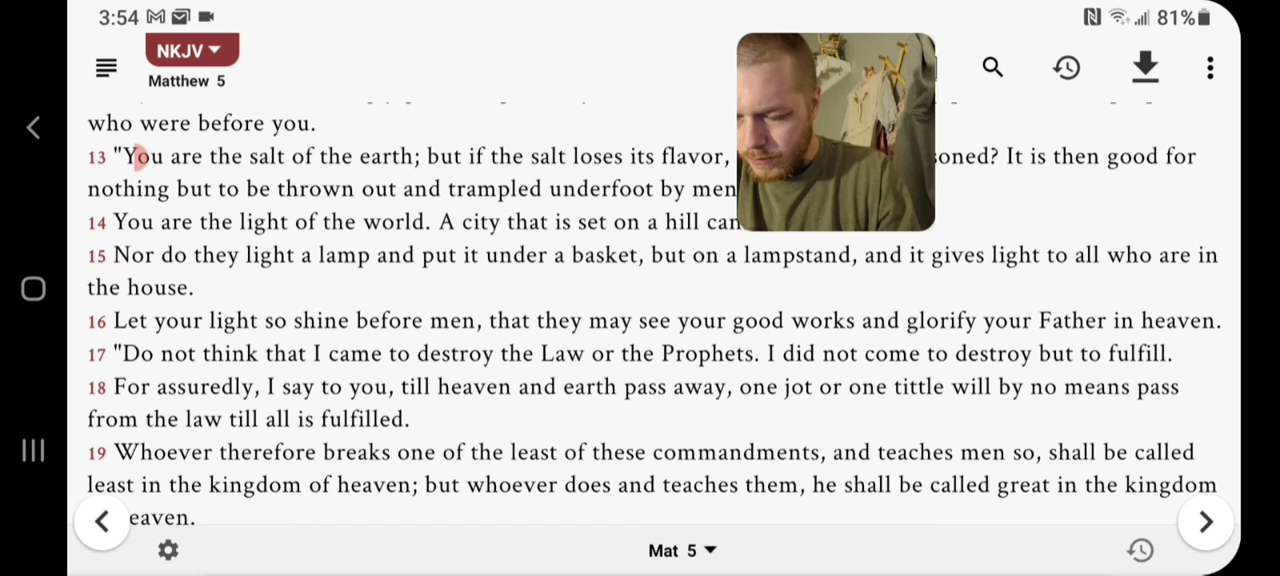 3:54 81%
NKJV
Matthew 5
who were before you.
13 "You are the salt of the earth; but if the salt loses its flavor, oned? It is then good for
nothing but to be thrown out and trampled underfoot by men
14 You are the light of the world. A city that is set on a hill can
15 Nor do they light a lamp and put it under a basket, but on a lampstand, and it gives light to all who are in
the house.
16 Let your light so shine before men, that they may see your good works and glorify your Father in heaven.
17 "Do not think that I came to destroy the Law or the Prophets. I did not come to destroy but to fulfill.
18 For assuredly, I say to you, till heaven and earth pass away, one jot or one tittle will by no means pass
from the law till all is fulfilled.
19 Whoever therefore breaks one of the least of these commandments, and teaches men so, shall be called
least in the kingdom of heaven; but whoever does and teaches them, he shall be called great in the kingdom
eaven.
Mat 5